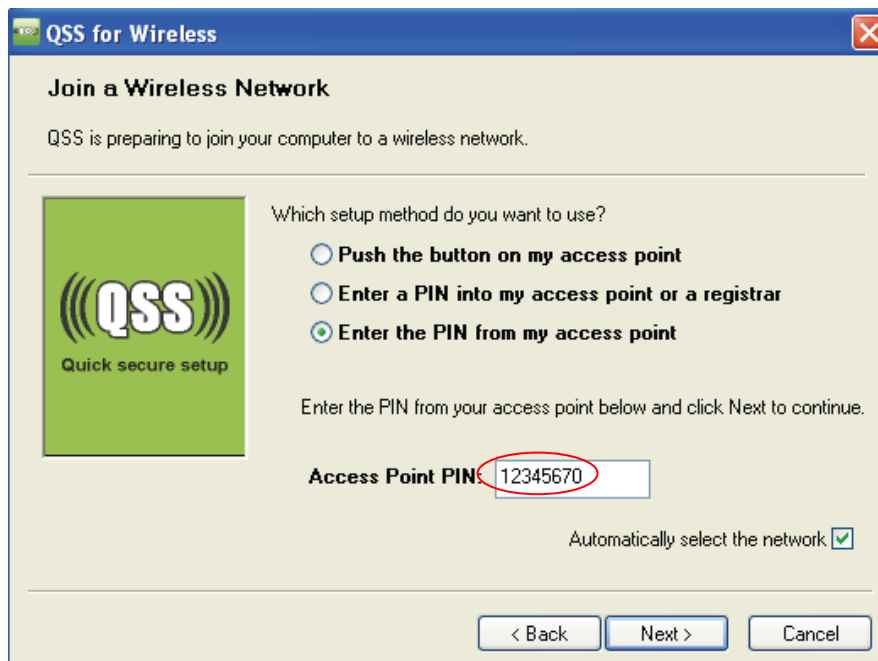 QSS for Wireless
Join a Wireless Network
QSS is preparing to join your computer to a wireless network.
Which setup method do you want to use?
Push the button on my access point
Enter a PIN into my access point or a registrar
Enter the PIN from my access point
(((QSS)))
Quick secure setup
Enter the PIN from your access point below and click Next to continue.
Access Point PIN: 12345670
Automatically select the network
< Back Next > Cancel